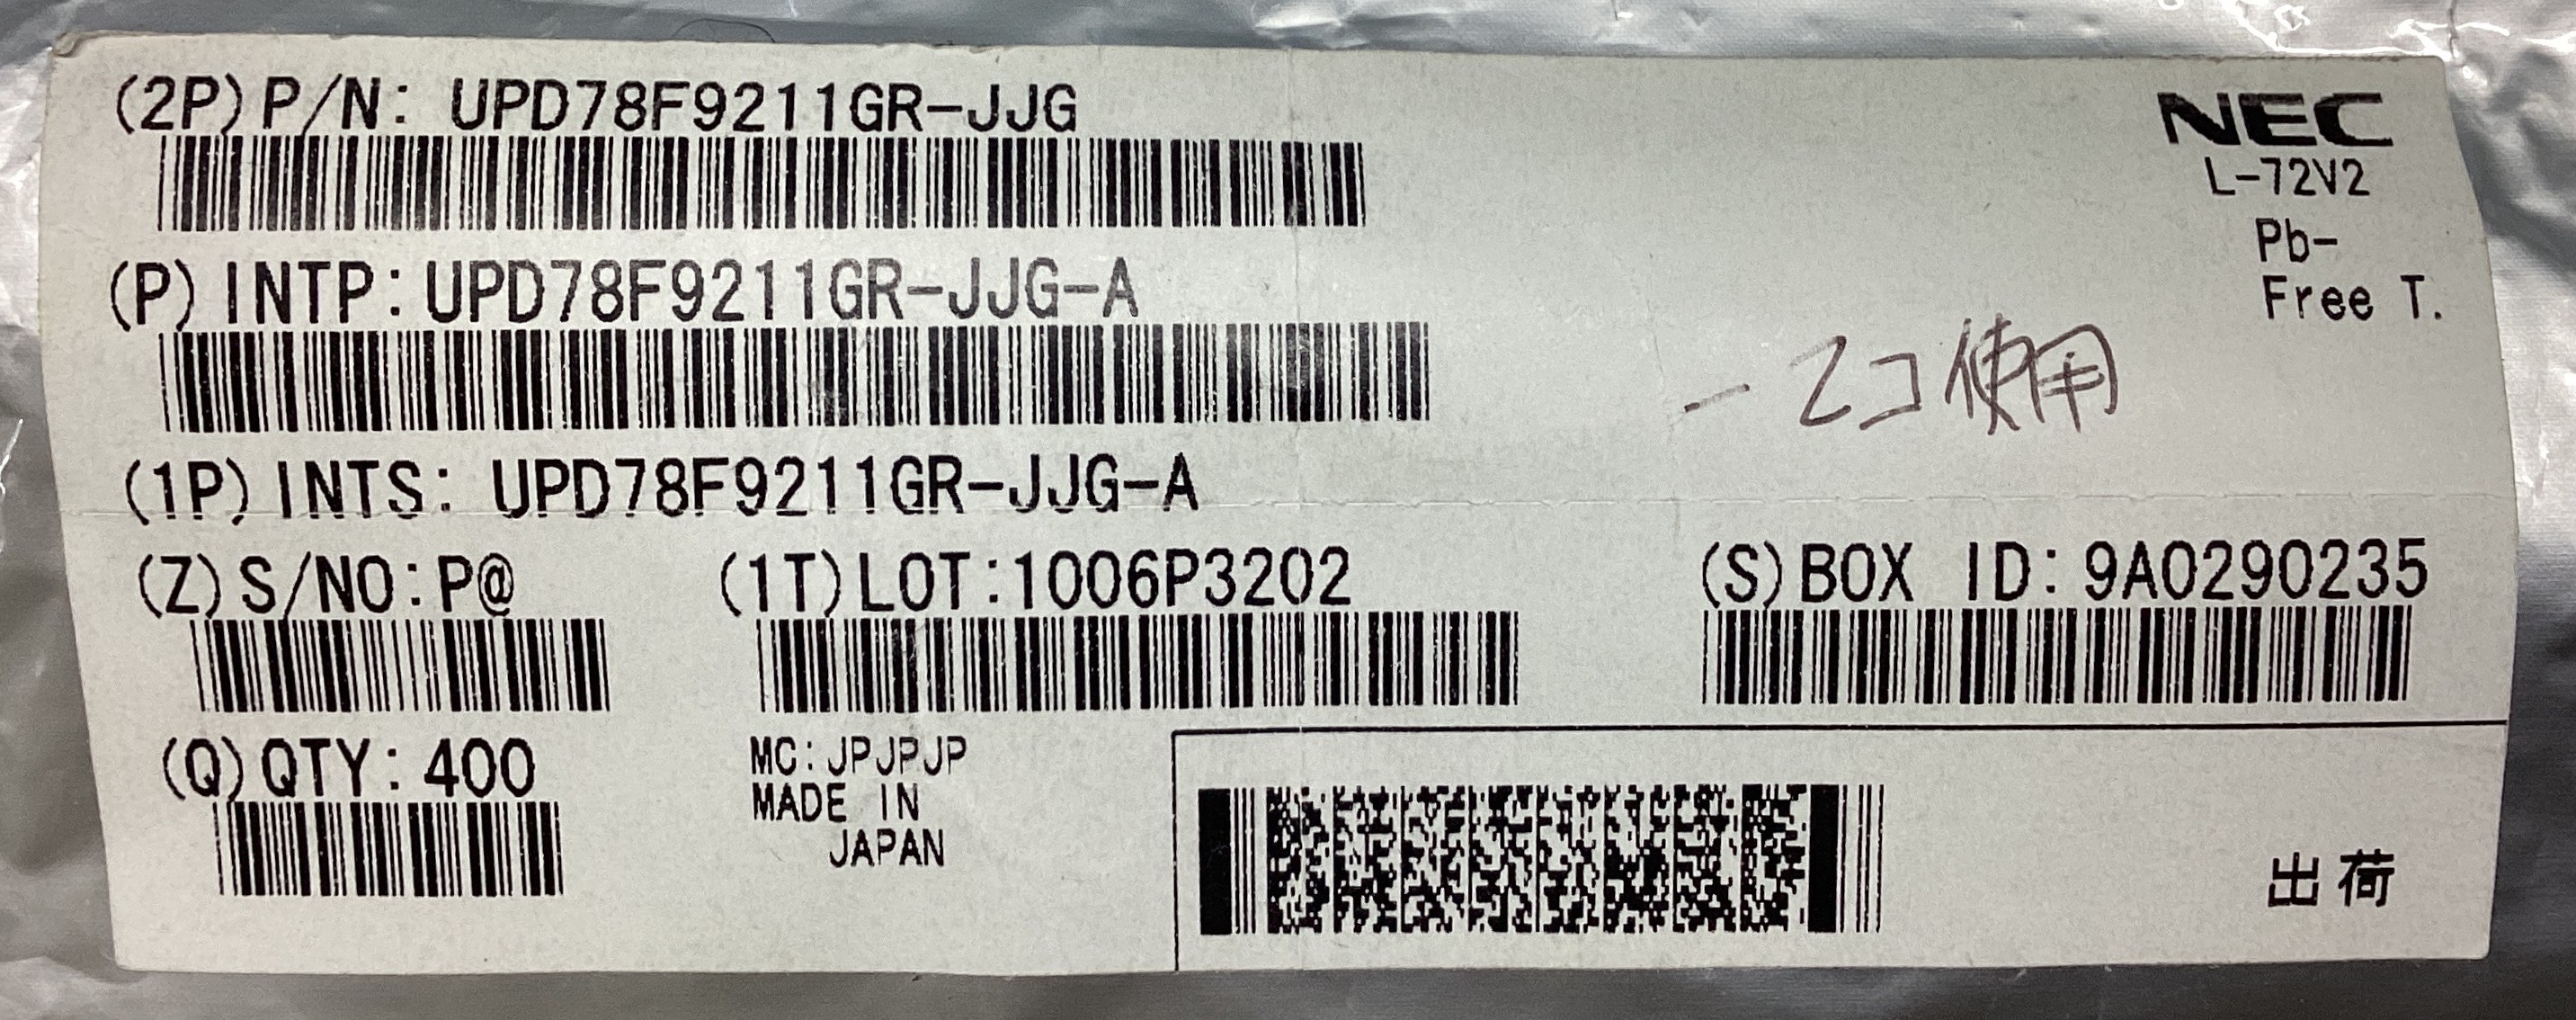 (2P)P/N: UPD78F9211GR-JJG
NEC
L-72V2
Pb-
Free T.
(P)INTP:UPD78F9211GR-JJG-A
- 2コ使用
(1P)INTS: UPD78F9211GR-JJG-A
(Z)S/NO:P@
(1T)LOT:1006P3202
(S)BOX ID:9A0290235
(Q)QTY:400
MC:JPJPJP
MADE IN
JAPAN
出荷